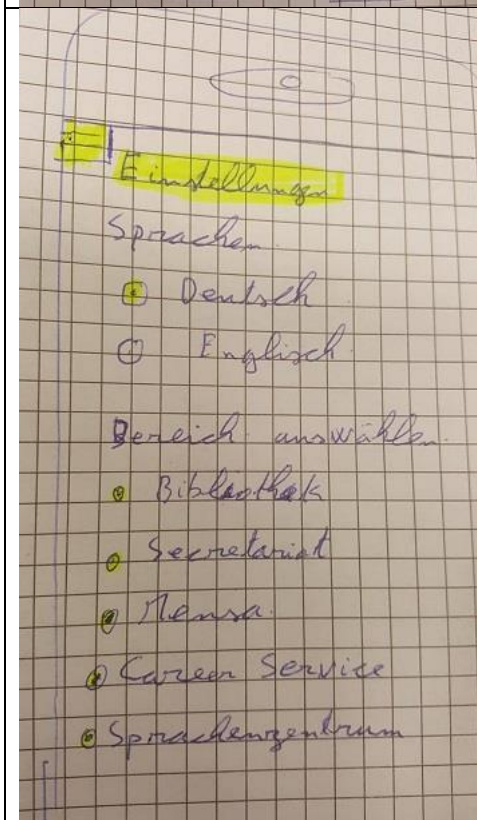 Einstellungen
Sprachen
Deutsch
Englisch
Bereich auswählen
Bibliothek
Secretariat
Mensa
Career Service
Sprachenzentrum